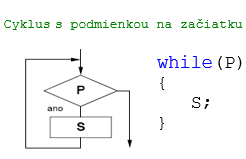 Cyklus s podmienkou na začiatku
P
ano
S
while(P)
{
S;
}